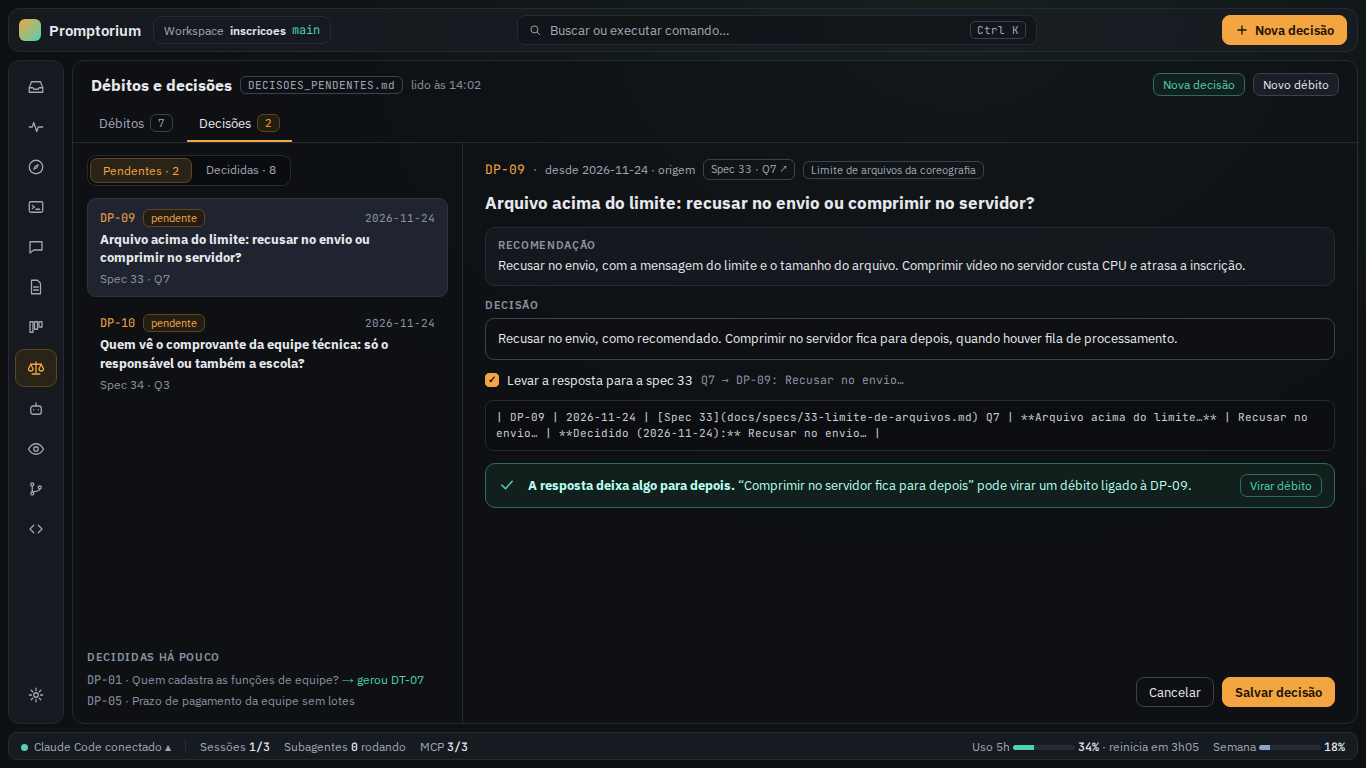 Promptorium
Workspace inscricoes main
Buscar ou executar comando...
Ctrl K
+ Nova decisão
Débitos e decisões
DECISOES_PENDENTES.md
lido às 14:02
Nova decisão
Novo débito
Débitos 7
Decisões 2
Pendentes · 2
Decididas · 8
DP-09 pendente 2026-11-24
Arquivo acima do limite: recusar no envio ou
comprimir no servidor?
Spec 33 · Q7
DP-10 pendente 2026-11-24
Quem vê o comprovante da equipe técnica: só o
responsável ou também a escola?
Spec 34 · Q3
DECIDIDAS HÁ POUCO
DP-01 · Quem cadastra as funções de equipe? → gerou DT-07
DP-05 · Prazo de pagamento da equipe sem lotes
DP-09 · desde 2026-11-24 · origem Spec 33 · Q7 ↗ Limite de arquivos da coreografia
Arquivo acima do limite: recusar no envio ou comprimir no servidor?
RECOMENDAÇÃO
Recusar no envio, com a mensagem do limite e o tamanho do arquivo. Comprimir vídeo no servidor custa CPU e atrasa a inscrição.
DECISÃO
Recusar no envio, como recomendado. Comprimir no servidor fica para depois, quando houver fila de processamento.
Levar a resposta para a spec 33 Q7 → DP-09: Recusar no envio…
| DP-09 | 2026-11-24 | [Spec 33](docs/specs/33-limite-de-arquivos.md) Q7 | **Arquivo acima do limite…** | Recusar no
envio… | **Decidido (2026-11-24):** Recusar no envio… |
A resposta deixa algo para depois. “Comprimir no servidor fica para depois” pode virar um débito ligado à DP-09.
Virar débito
Cancelar
Salvar decisão
Claude Code conectado ▴
Sessões 1/3
Subagentes 0 rodando
MCP 3/3
Uso 5h 34% · reinicia em 3h05
Semana 18%